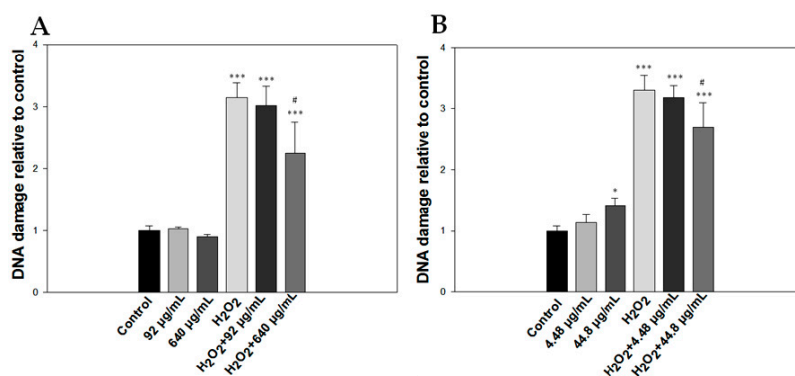 A
DNA damage relative to control
4
3
2
1
0
***
***
#
***
Control
92 µg/mL
640 µg/mL
H₂O₂
H₂O₂+92 µg/mL
H₂O₂+640 µg/mL
B
DNA damage relative to control
4
3
2
1
0
*
***
***
#
***
Control
4.48 µg/mL
44.8 µg/mL
H₂O₂
H₂O₂+4.48 µg/mL
H₂O₂+44.8 µg/mL